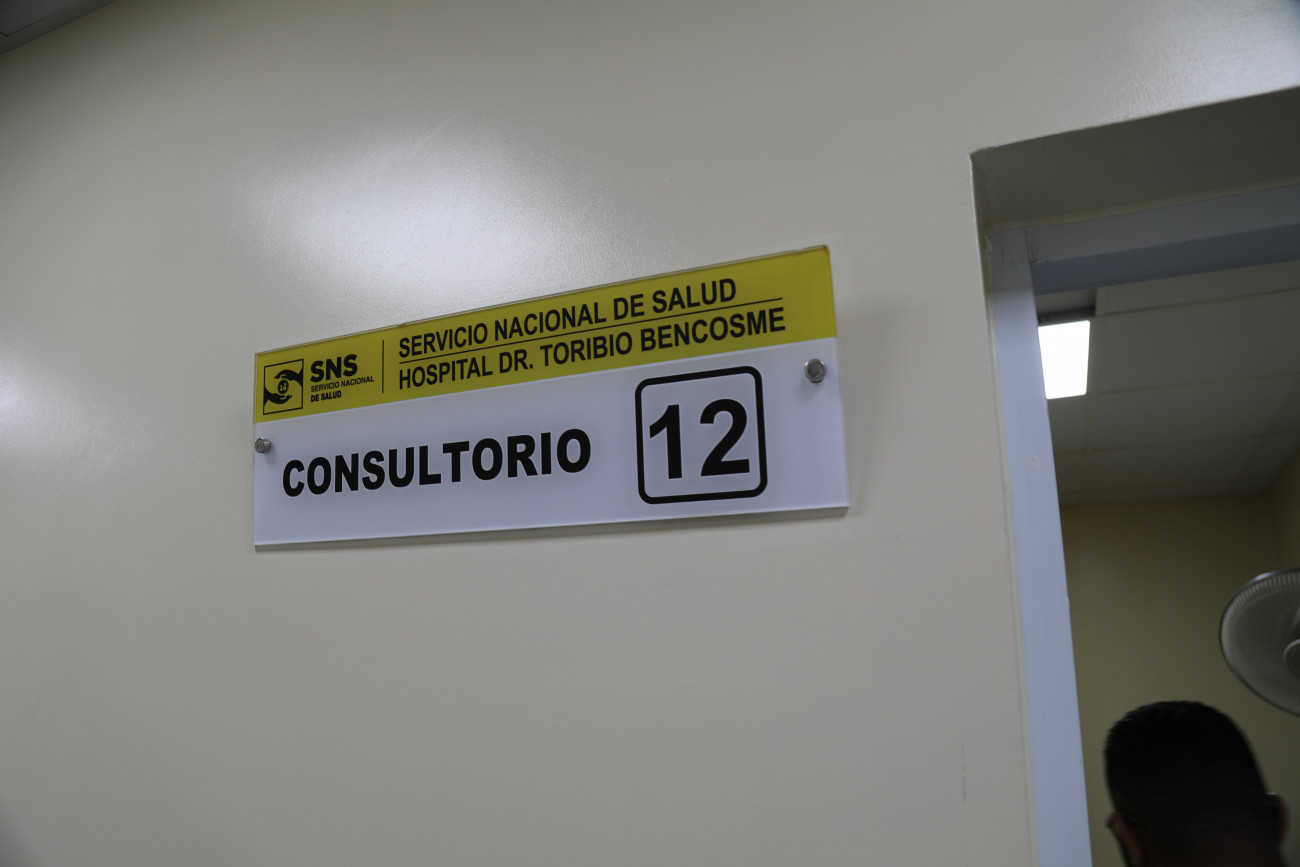 SNS
SERVICIO NACIONAL
DE SALUD
SERVICIO NACIONAL DE SALUD
HOSPITAL DR. TORIBIO BENCOSME
CONSULTORIO
12